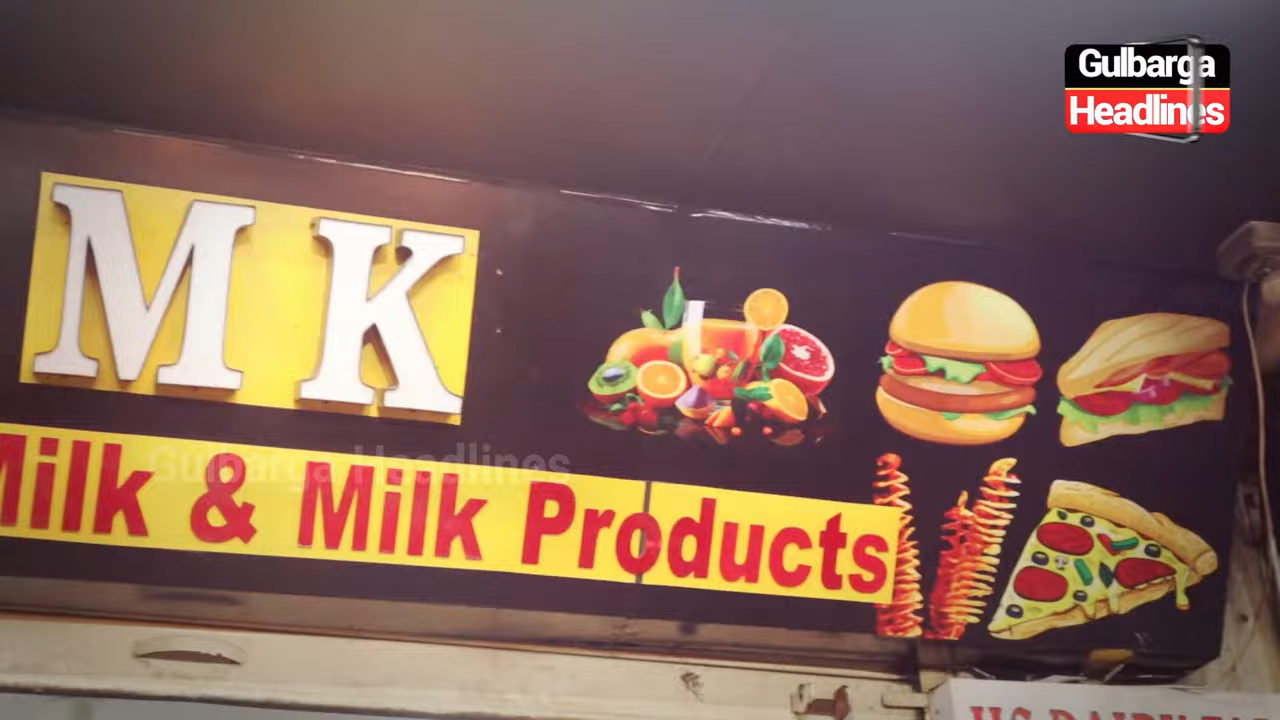 Gulbarga
Headlines
MK
Milk & Milk Products
Gulbarga Headlines